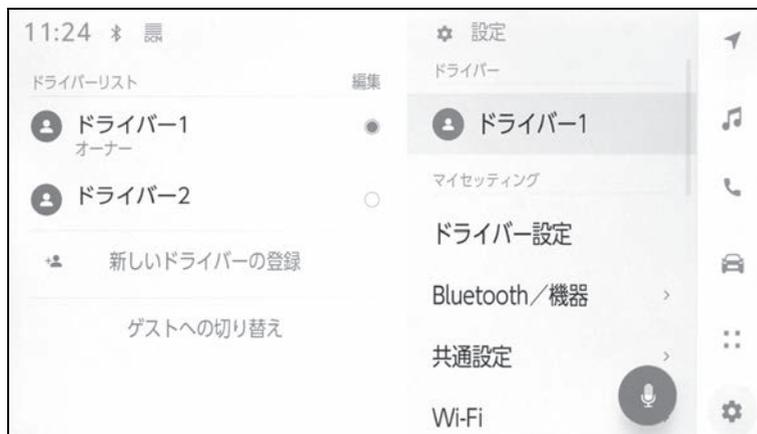 11:24
DCM
ドライバーリスト
編集
ドライバー1
オーナー
ドライバー2
新しいドライバーの登録
ゲストへの切り替え
設定
ドライバー
ドライバー1
マイセッティング
ドライバー設定
Bluetooth／機器
共通設定
Wi-Fi